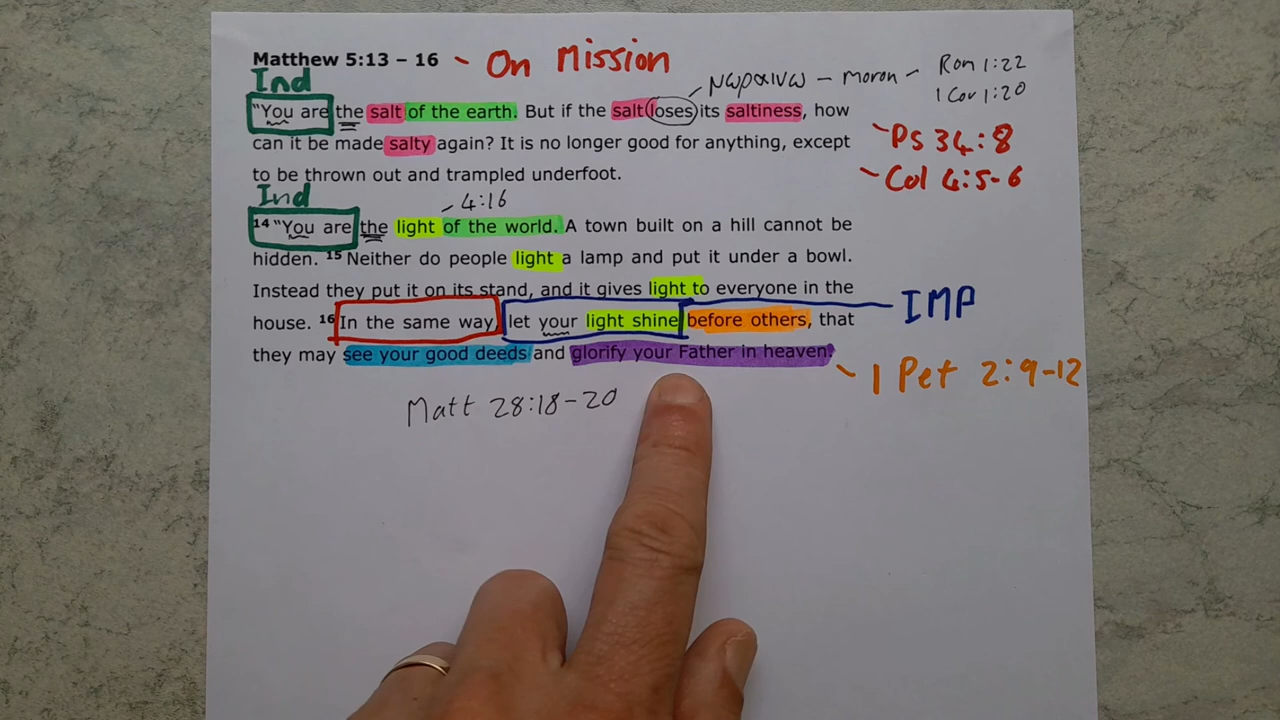 Matthew 5:13 – 16 ~ On Mission
Ind
μωραινω – moron – Rom 1:22
1 Cor 1:20
"You are the salt of the earth. But if the salt loses its saltiness, how
~ Ps 34:8
can it be made salty again? It is no longer good for anything, except
~ Col 4:5-6
to be thrown out and trampled underfoot.
Ind
4:16
14 "You are the light of the world. A town built on a hill cannot be
hidden. 15 Neither do people light a lamp and put it under a bowl.
Instead they put it on its stand, and it gives light to everyone in the
IMP
house. 16 In the same way, let your light shine before others, that
they may see your good deeds and glorify your Father in heaven.
~ 1 Pet 2:9-12
Matt 28:18-20